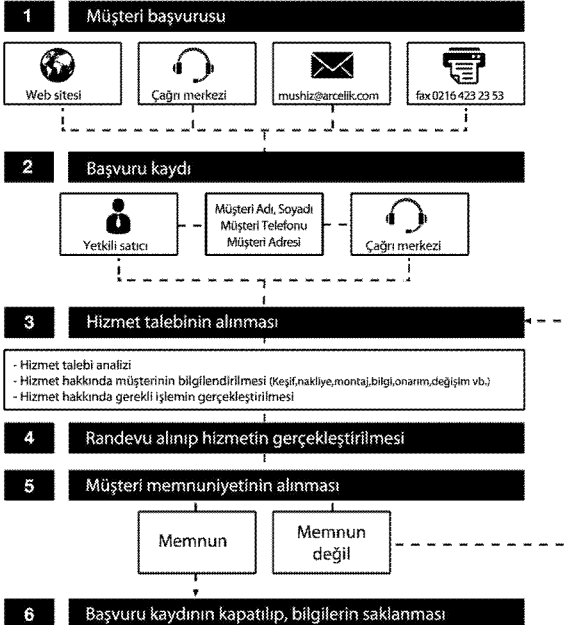 1 Müşteri başvurusu
Web sitesi
Çağrı merkezi
mushiz@arcelik.com
fax 0216 423 23 53
2 Başvuru kaydı
Yetkili satıcı
Müşteri Adı, Soyadı
Müşteri Telefonu
Müşteri Adresi
Çağrı merkezi
3 Hizmet talebinin alınması
- Hizmet talebi analizi
- Hizmet hakkında müşterinin bilgilendirilmesi (Keşif,nakliye,montaj,bilgi,onarım,değişim vb.)
- Hizmet hakkında gerekli işlemin gerçekleştirilmesi
4 Randevu alınıp hizmetin gerçekleştirilmesi
5 Müşteri memnuniyetinin alınması
Memnun
Memnun
değil
6 Başvuru kaydının kapatılıp, bilgilerin saklanması